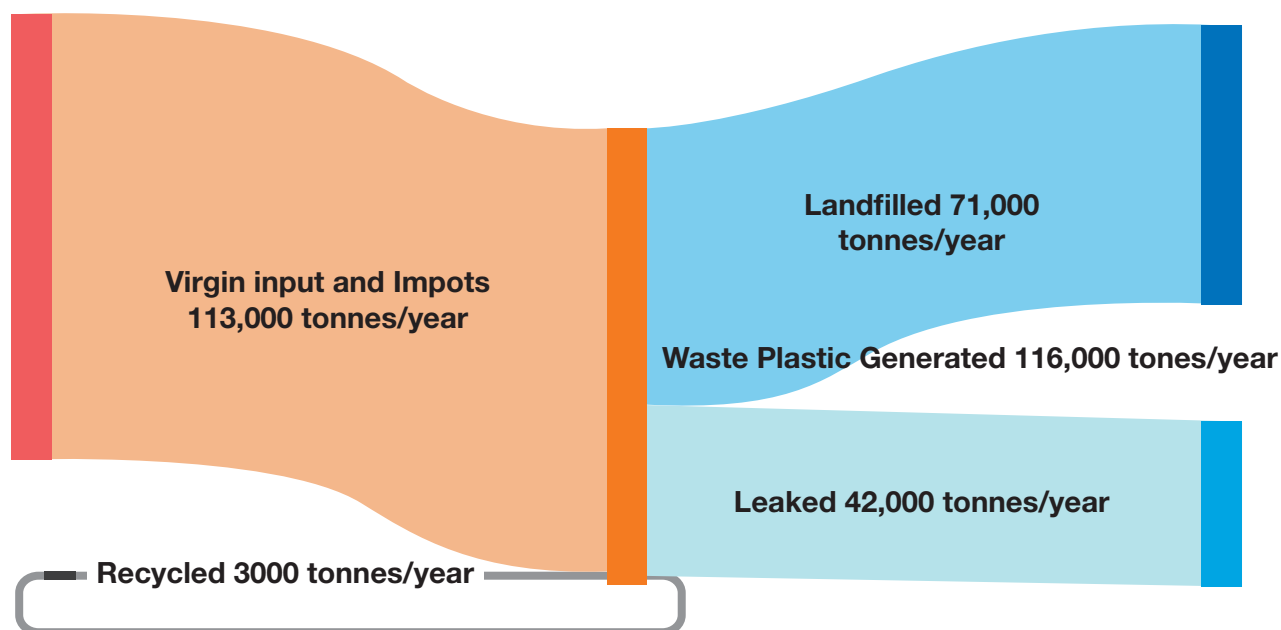 Virgin input and Impots
113,000 tonnes/year
Landfilled 71,000
tonnes/year
Waste Plastic Generated 116,000 tones/year
Leaked 42,000 tonnes/year
Recycled 3000 tonnes/year